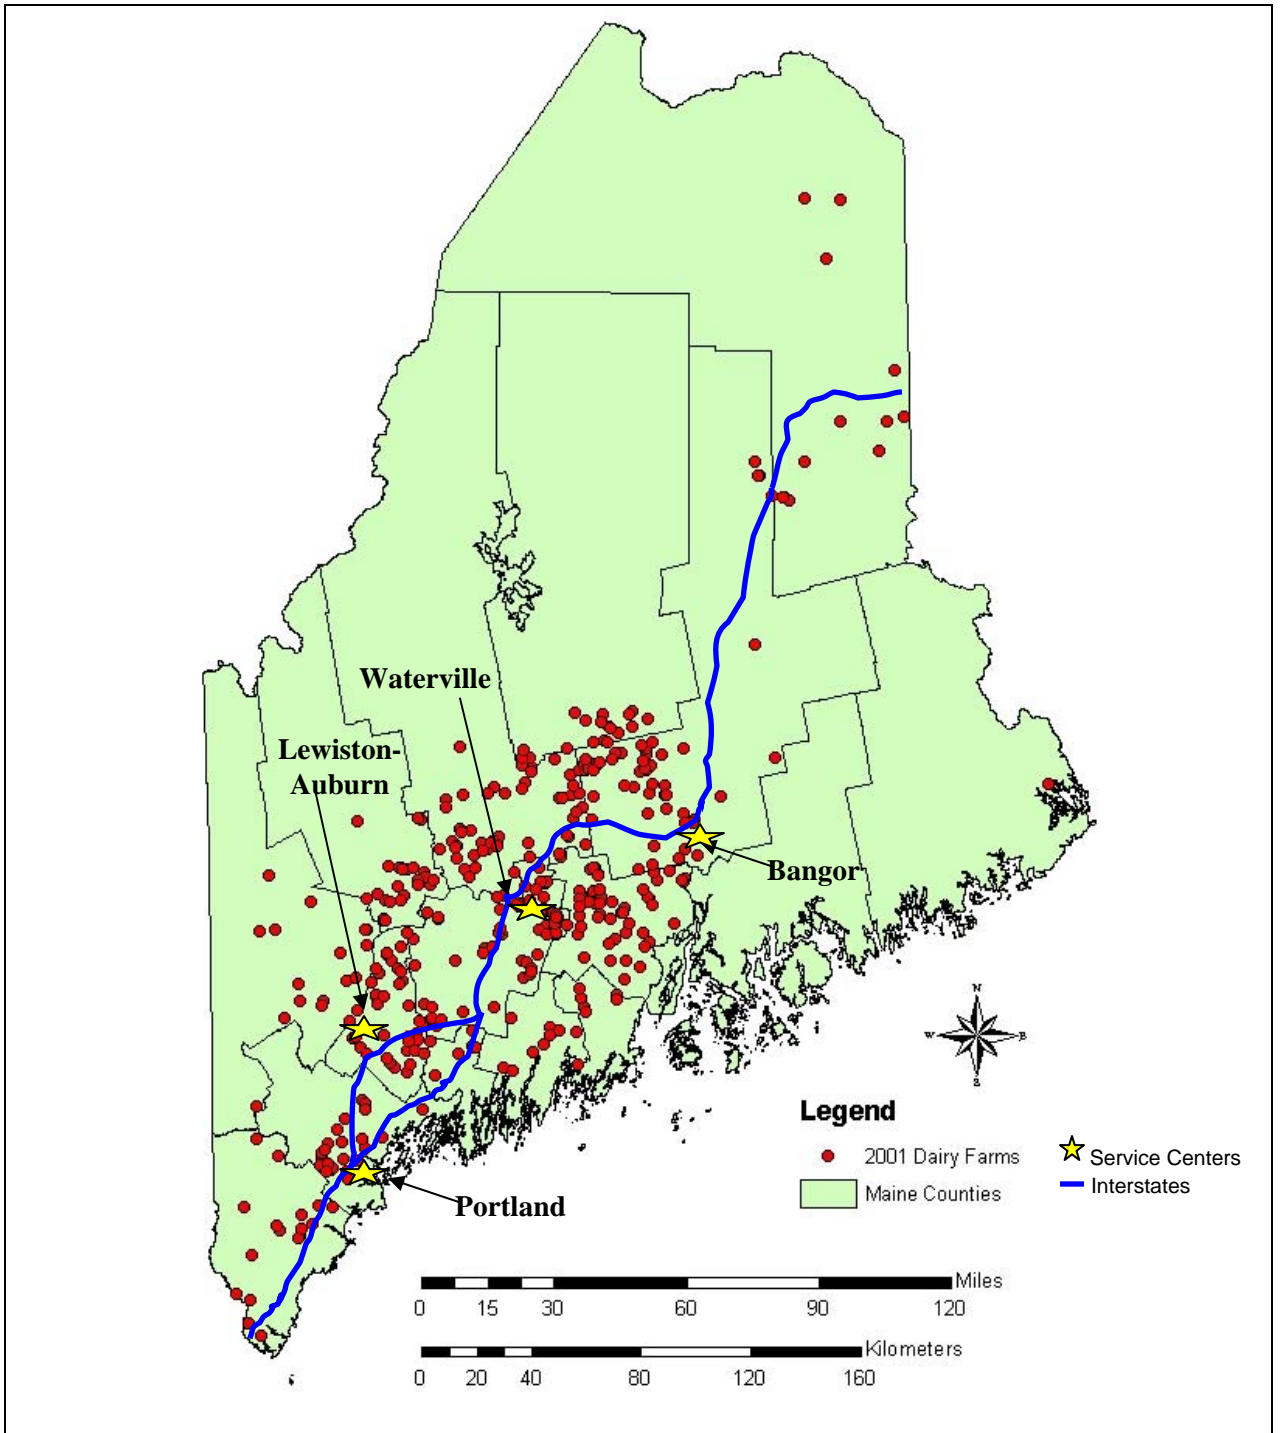 Waterville
Lewiston-
Auburn
Bangor
Portland
N
W
E
S
Legend
2001 Dairy Farms
Maine Counties
Service Centers
Interstates
Miles
0 15 30 60 90 120
Kilometers
0 20 40 80 120 160